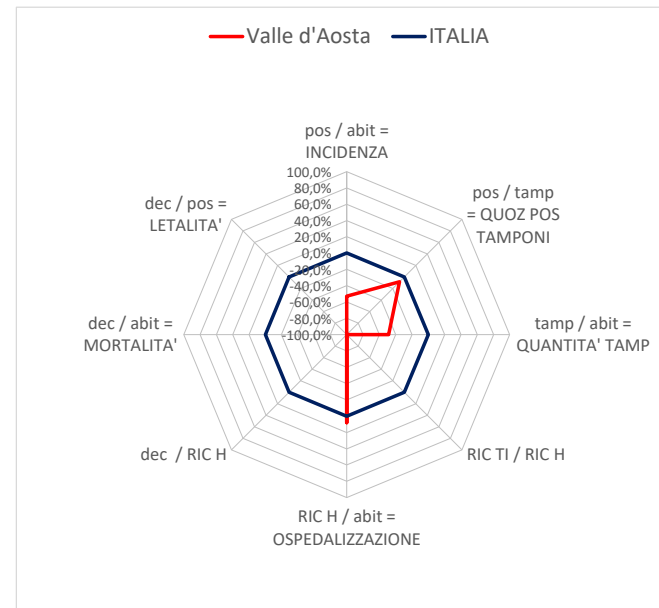 Valle d'Aosta ITALIA
pos / abit =
INCIDENZA
pos / tamp
= QUOZ POS
TAMPONI
tamp / abit =
QUANTITA' TAMP
RIC TI / RIC H
RIC H / abit =
OSPEDALIZZAZIONE
dec / RIC H
dec / abit =
MORTALITA'
dec / pos =
LETALITA'
100,0%
80,0%
60,0%
40,0%
20,0%
0,0%
-20,0%
-40,0%
-60,0%
-80,0%
-100,0%